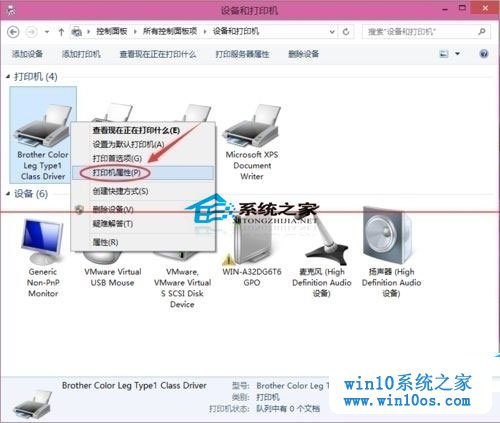 设备和打印机
控制面板 ▸ 所有控制面板项 ▸ 设备和打印机
搜索"设备和打印机"
添加设备 添加打印机 查看现在正在打印什么 打印服务器属性 删除设备
打印机 (4)
查看现在正在打印什么(E)
设置为默认打印机(A)
打印首选项(G)
打印机属性(P)
创建快捷方式(S)
删除设备(V)
疑难解答(T)
属性(R)
Brother Color
Leg Type1
Class Driver
Microsoft XPS
Document
Writer
系统之家
XITONGZHIJIA.NET
设备 (6)
Generic
Non-PnP
Monitor
VMware Virtual
USB Mouse
VMware,
VMware Virtual
S SCSI Disk
Device
WIN-A32DG6T6
GPO
麦克风 (High
Definition Audio
设备)
扬声器 (High
Definition Audio
设备)
Brother Color Leg Type1 Class Driver
型号: Brother Color Leg T
类别: 打印机
打印机状态: 队列中有 0 个文档
win10系统之家
www.win10os.com